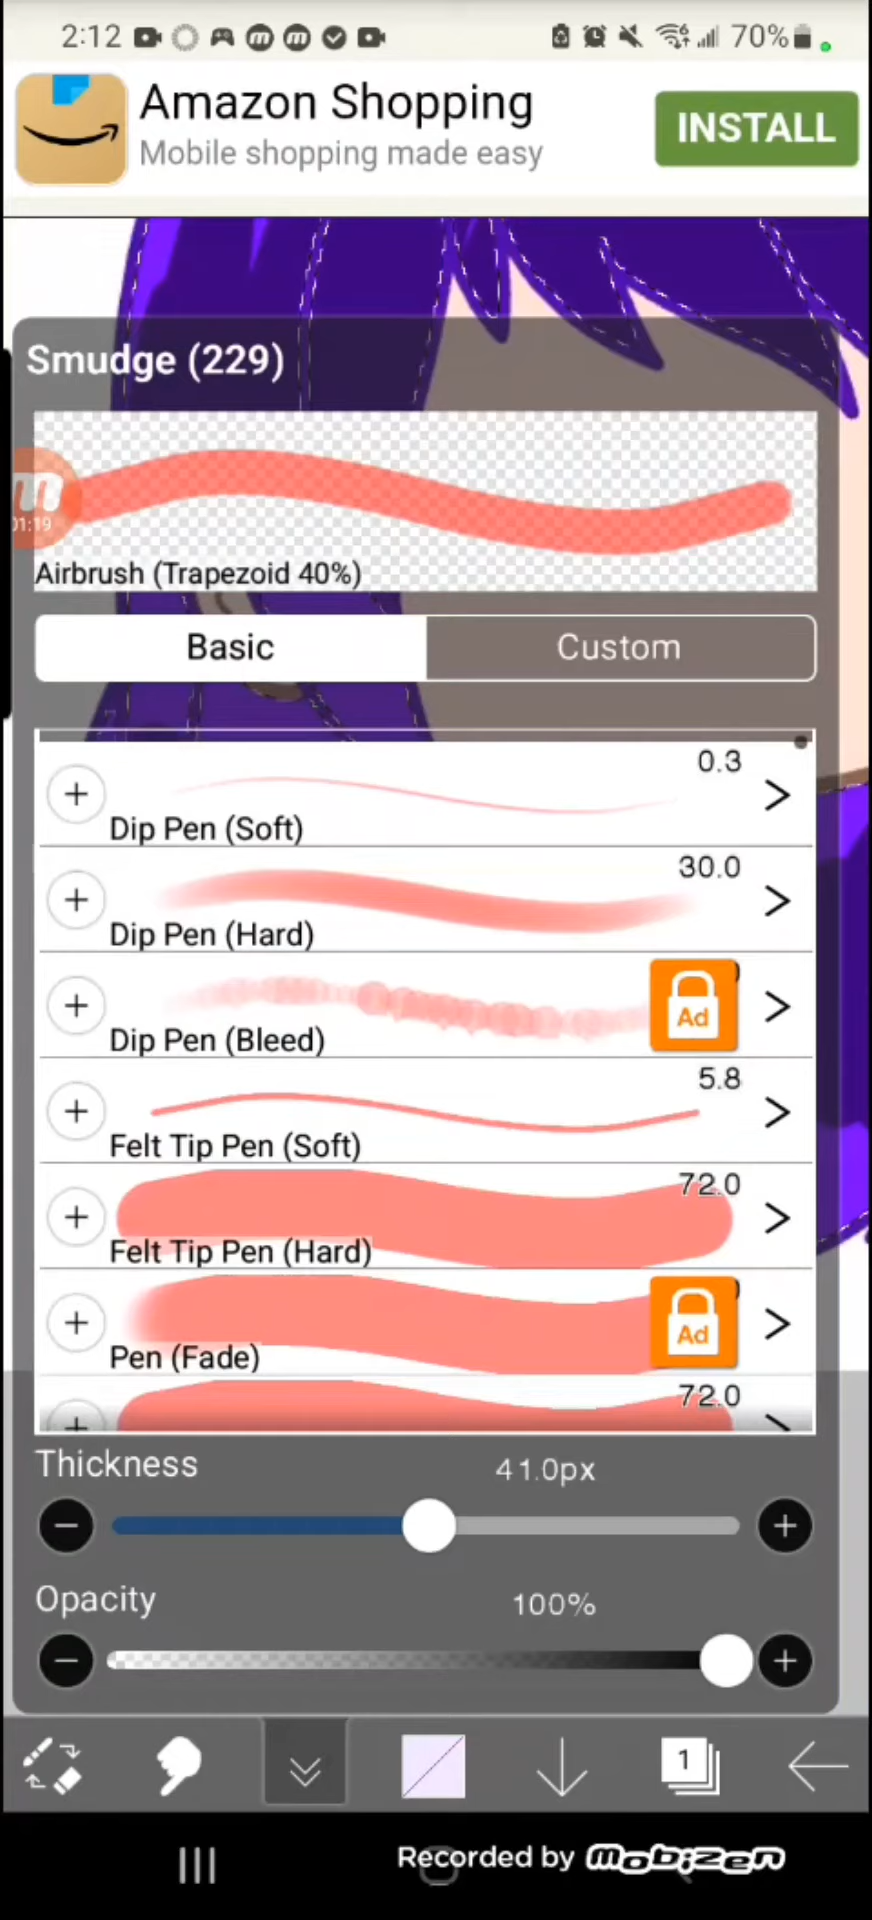 2:12 70%
Amazon Shopping
Mobile shopping made easy
INSTALL
Smudge (229)
01:19
Airbrush (Trapezoid 40%)
Basic Custom
0.3
Dip Pen (Soft)
30.0
Dip Pen (Hard)
Ad
Dip Pen (Bleed)
5.8
Felt Tip Pen (Soft)
72.0
Felt Tip Pen (Hard)
Ad
Pen (Fade)
72.0
Thickness 41.0px
Opacity 100%
1
Recorded by Mobizen